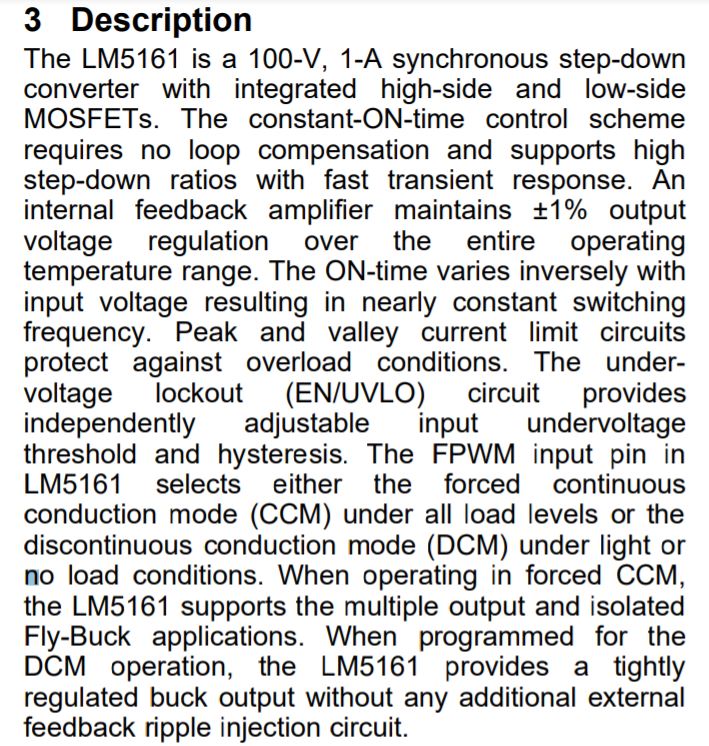 3 Description
The LM5161 is a 100-V, 1-A synchronous step-down
converter with integrated high-side and low-side
MOSFETs. The constant-ON-time control scheme
requires no loop compensation and supports high
step-down ratios with fast transient response. An
internal feedback amplifier maintains ±1% output
voltage regulation over the entire operating
temperature range. The ON-time varies inversely with
input voltage resulting in nearly constant switching
frequency. Peak and valley current limit circuits
protect against overload conditions. The under-
voltage lockout (EN/UVLO) circuit provides
independently adjustable input undervoltage
threshold and hysteresis. The FPWM input pin in
LM5161 selects either the forced continuous
conduction mode (CCM) under all load levels or the
discontinuous conduction mode (DCM) under light or
no load conditions. When operating in forced CCM,
the LM5161 supports the multiple output and isolated
Fly-Buck applications. When programmed for the
DCM operation, the LM5161 provides a tightly
regulated buck output without any additional external
feedback ripple injection circuit.